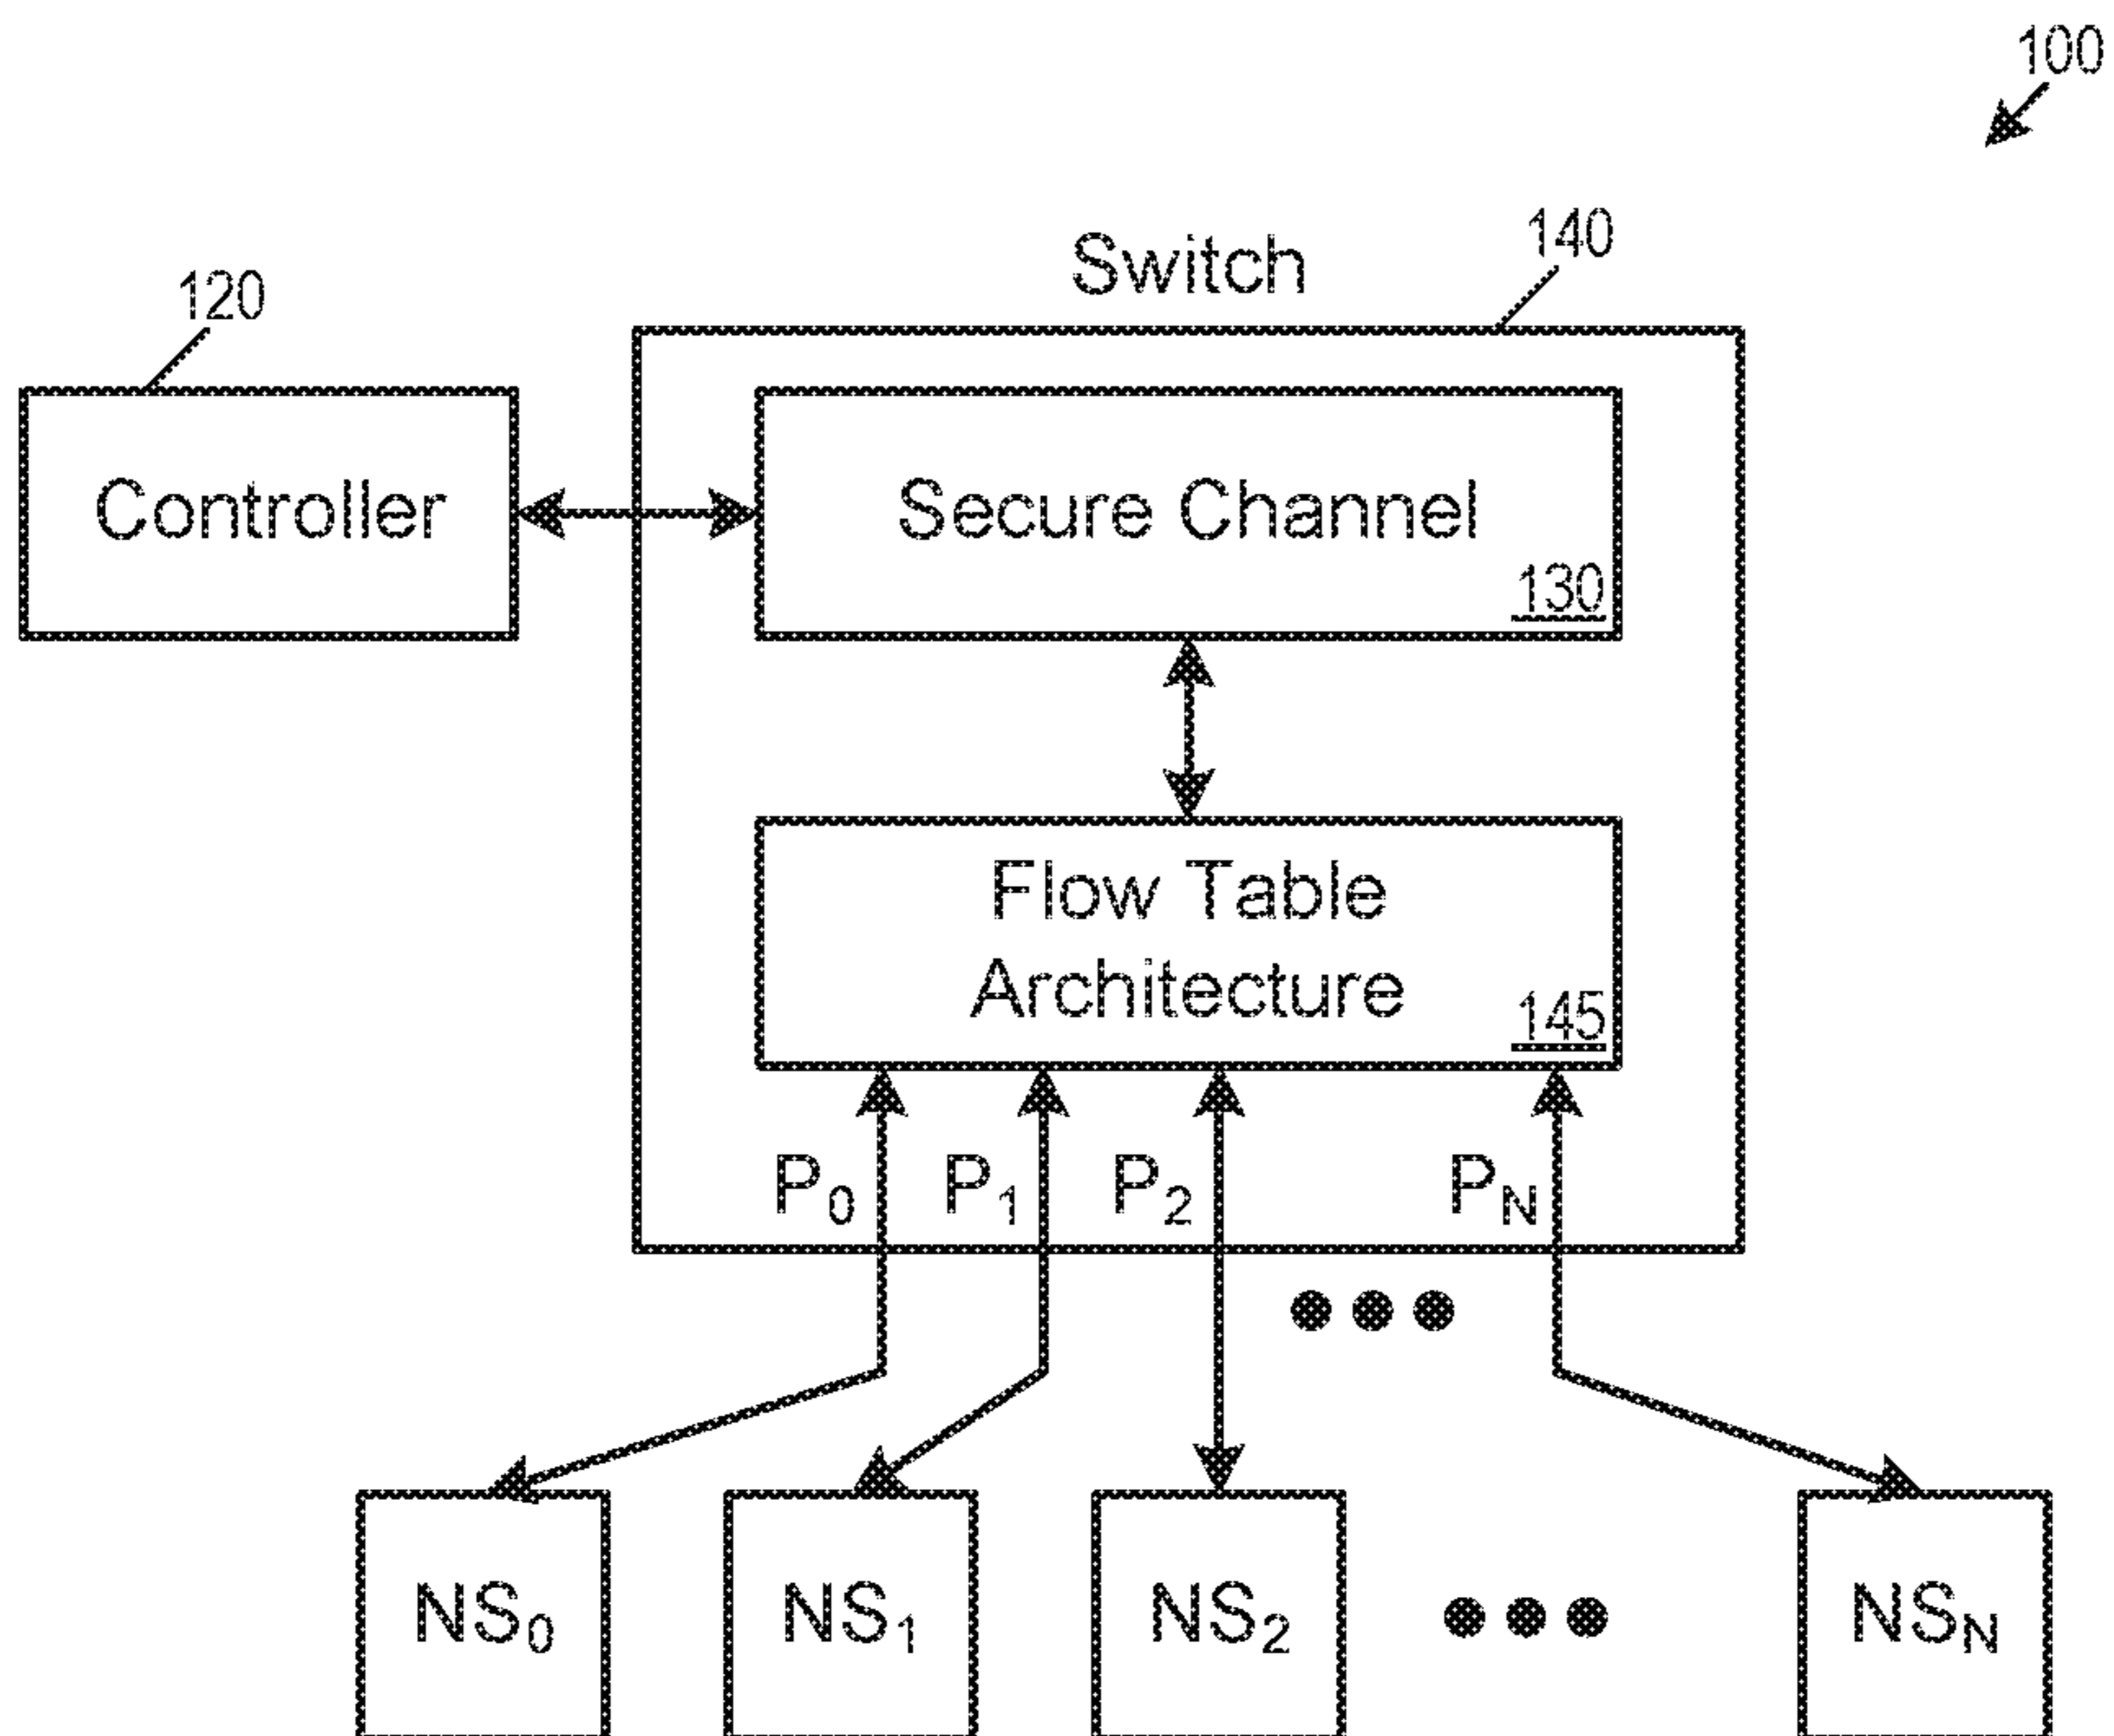 100
Switch
140
120
Controller
Secure Channel
130
Flow Table
Architecture
145
P0 P1 P2 PN
NS0 NS1 NS2 NSN